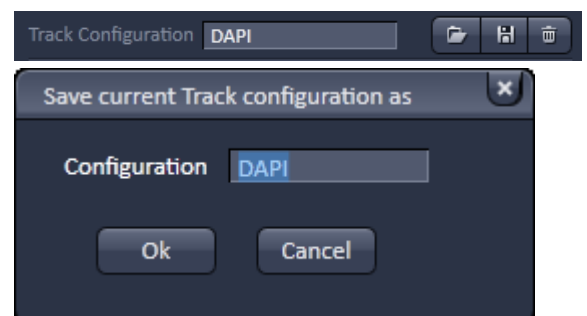 Track Configuration DAPI
Save current Track configuration as
Configuration DAPI
Ok Cancel